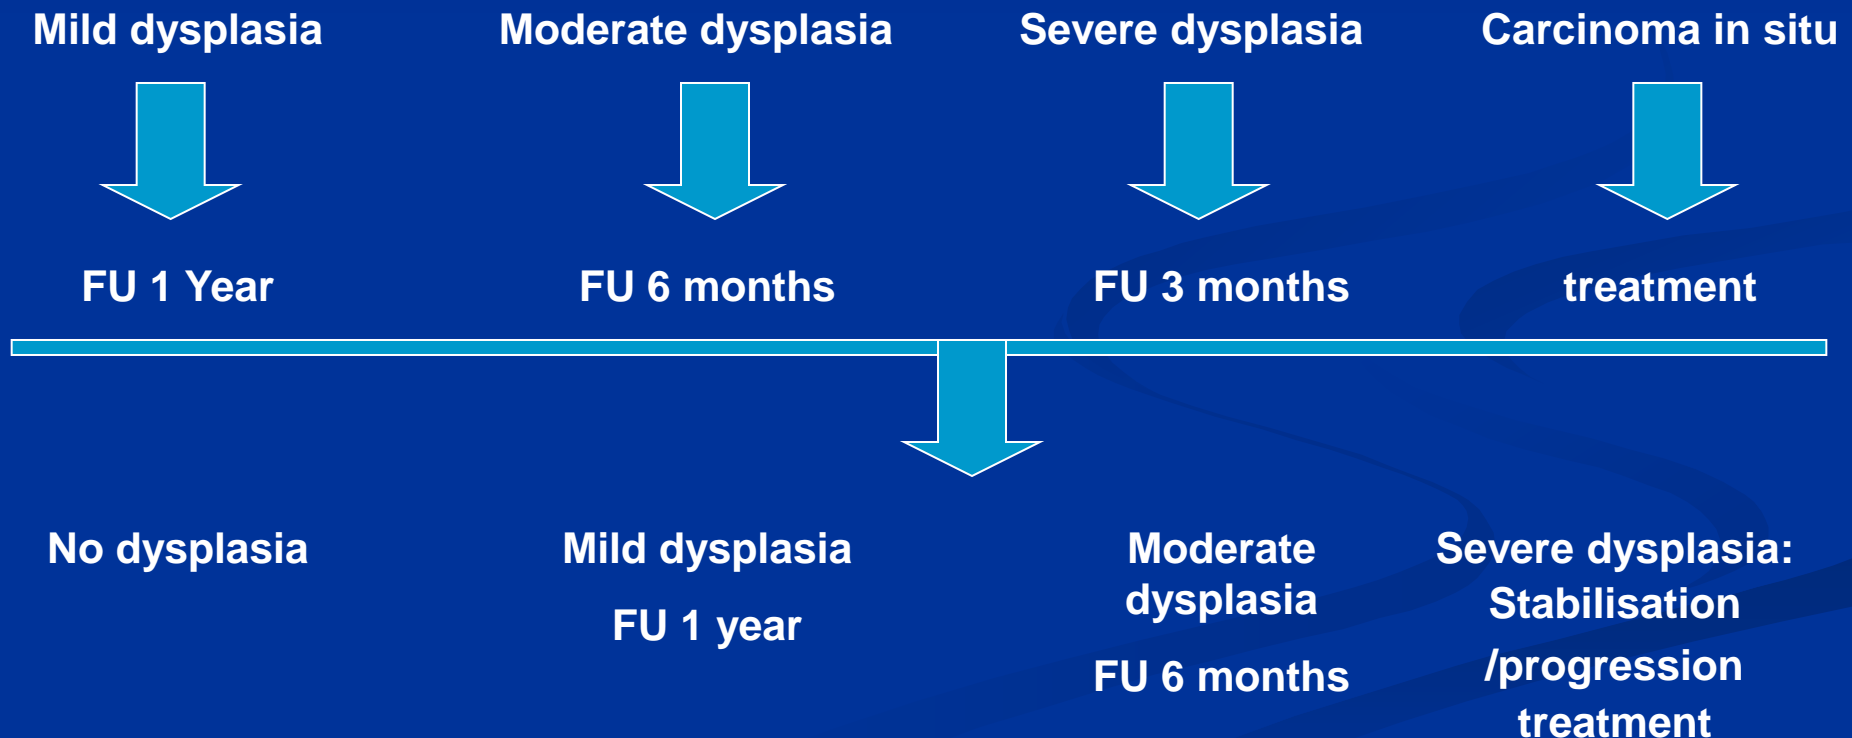 Mild dysplasia
Moderate dysplasia
Severe dysplasia
Carcinoma in situ
FU 1 Year
FU 6 months
FU 3 months
treatment
No dysplasia
Mild dysplasia
FU 1 year
Moderate
dysplasia
FU 6 months
Severe dysplasia:
Stabilisation
/progression
treatment